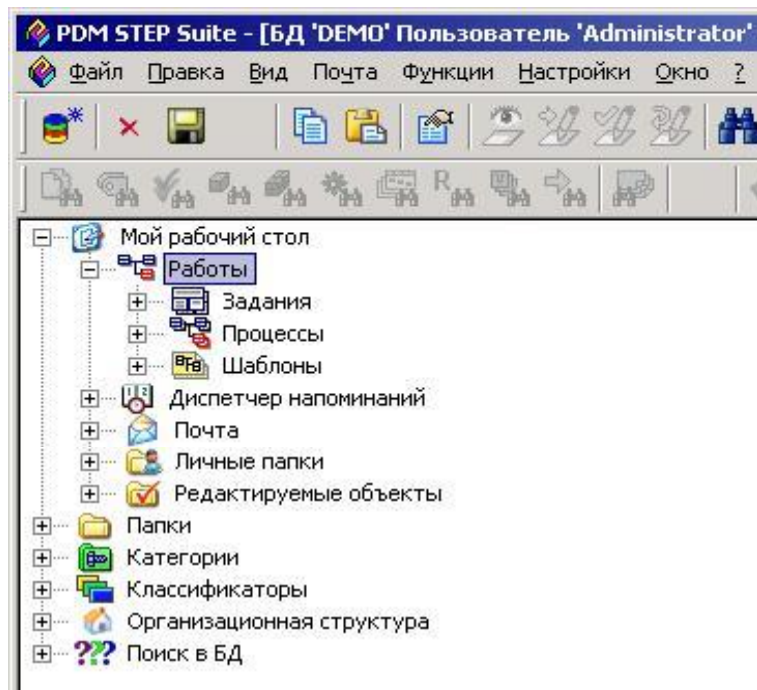 PDM STEP Suite - [БД 'DEMO' Пользователь 'Administrator'
Файл Правка Вид Почта Функции Настройки Окно ?
Мой рабочий стол
Работы
Задания
Процессы
Шаблоны
Диспетчер напоминаний
Почта
Личные папки
Редактируемые объекты
Папки
Категории
Классификаторы
Организационная структура
??? Поиск в БД